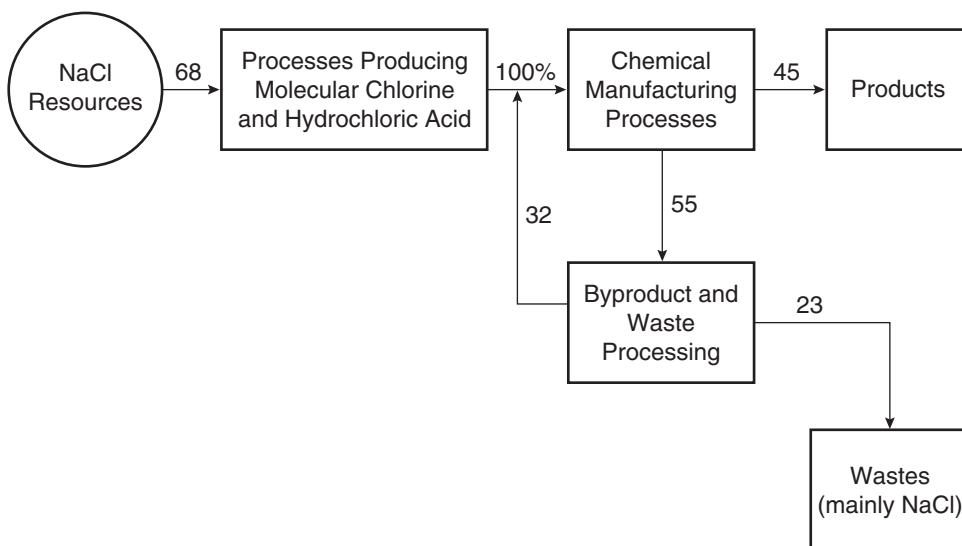 NaCl
Resources
68
Processes Producing
Molecular Chlorine
and Hydrochloric Acid
100%
Chemical
Manufacturing
Processes
45
Products
32
55
Byproduct and
Waste
Processing
23
Wastes
(mainly NaCl)